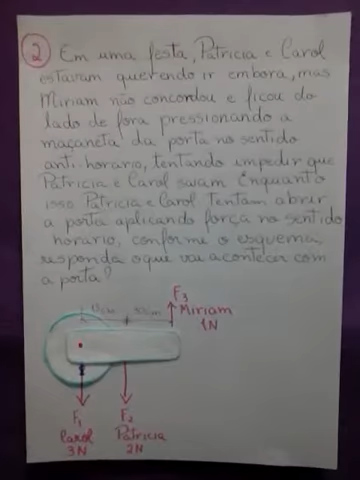 2 Em uma festa, Patricia e Carol
estavam querendo ir embora, mas
Miriam não concordou e ficou do
lado de fora pressionando a
maçaneta da porta no sentido
anti-horario, tentando impedir que
Patricia e Carol saiam. Enquanto
isso Patricia e Carol tentam abrir
a porta aplicando força no sentido
horario, conforme o esquema,
responda o que vai acontecer com
a porta?
F3
Miriam
1N
F1
Carol
3N
F2
Patricia
2N